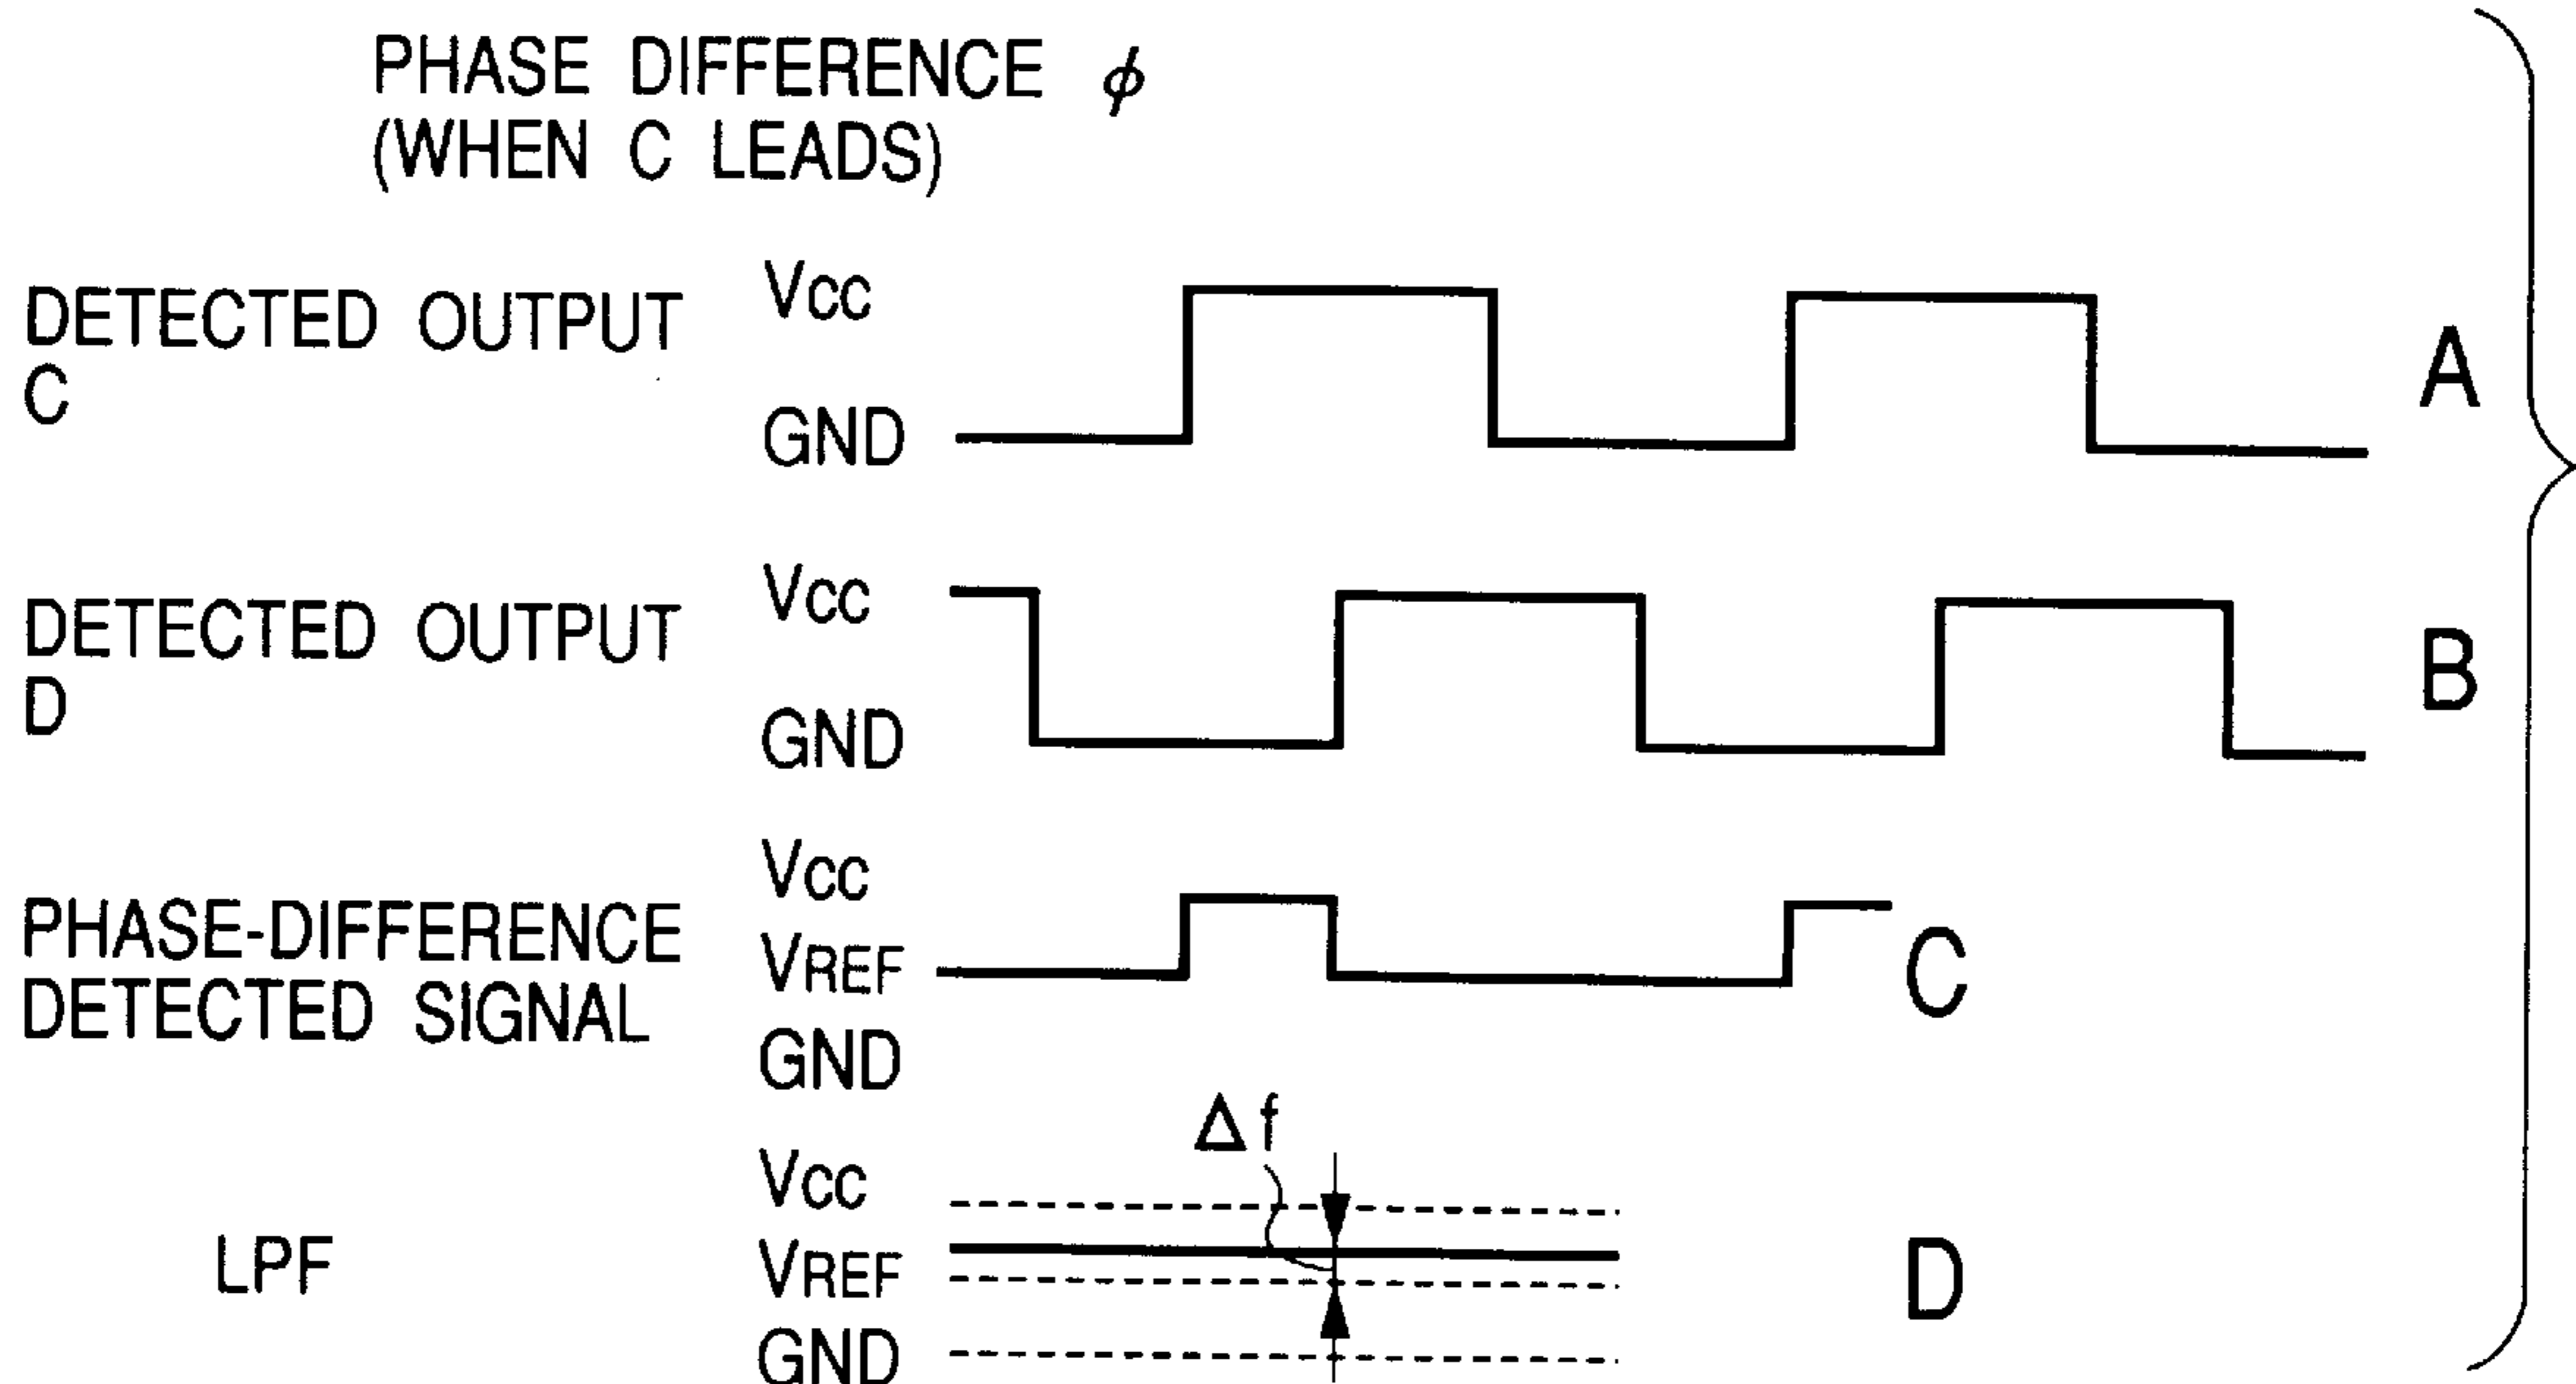 PHASE DIFFERENCE ϕ
(WHEN C LEADS)
DETECTED OUTPUT
C
Vcc
GND
A
DETECTED OUTPUT
D
Vcc
GND
B
PHASE-DIFFERENCE
DETECTED SIGNAL
Vcc
VREF
GND
C
LPF
Vcc
VREF
GND
Δf
D